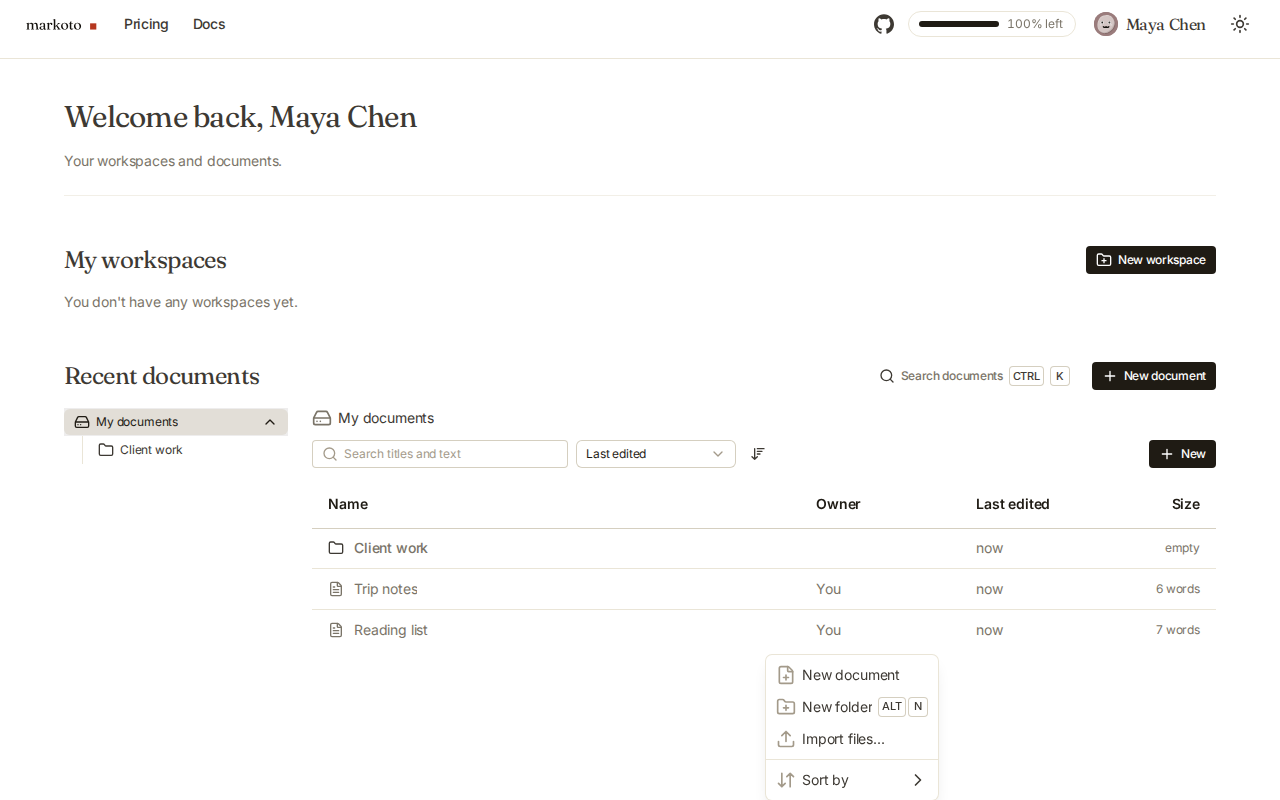 markoto Pricing Docs 100% left Maya Chen
Welcome back, Maya Chen
Your workspaces and documents.
My workspaces
New workspace
You don't have any workspaces yet.
Recent documents
Search documents CTRL K
New document
My documents
Client work
My documents
Search titles and text
Last edited
New
Name Owner Last edited Size
Client work now empty
Trip notes You now 6 words
Reading list You now 7 words
New document
New folder ALT N
Import files...
Sort by